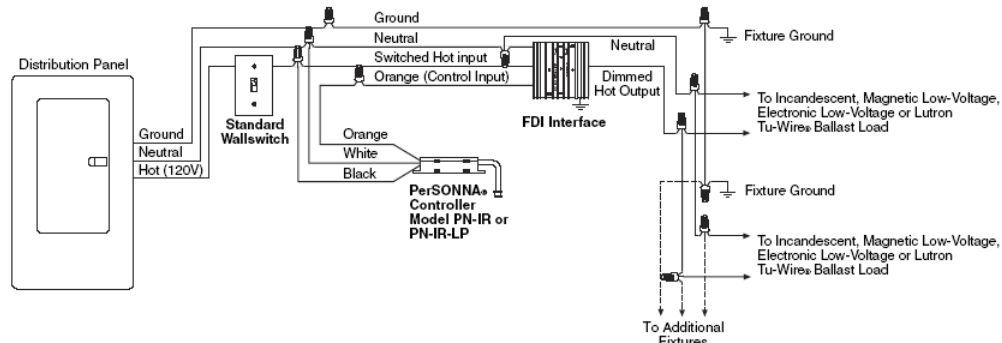 Ground
Neutral
Switched Hot input
Orange (Control Input)
Neutral
Fixture Ground
Distribution Panel
Dimmed
Hot Output
To Incandescent, Magnetic Low-Voltage,
Electronic Low-Voltage or Lutron
Tu-Wire® Ballast Load
Standard
Wallswitch
FDI Interface
Ground
Neutral
Hot (120V)
Orange
White
Black
PerSONNA®
Controller
Model PN-IR or
PN-IR-LP
Fixture Ground
To Incandescent, Magnetic Low-Voltage,
Electronic Low-Voltage or Lutron
Tu-Wire® Ballast Load
To Additional
Fixtures